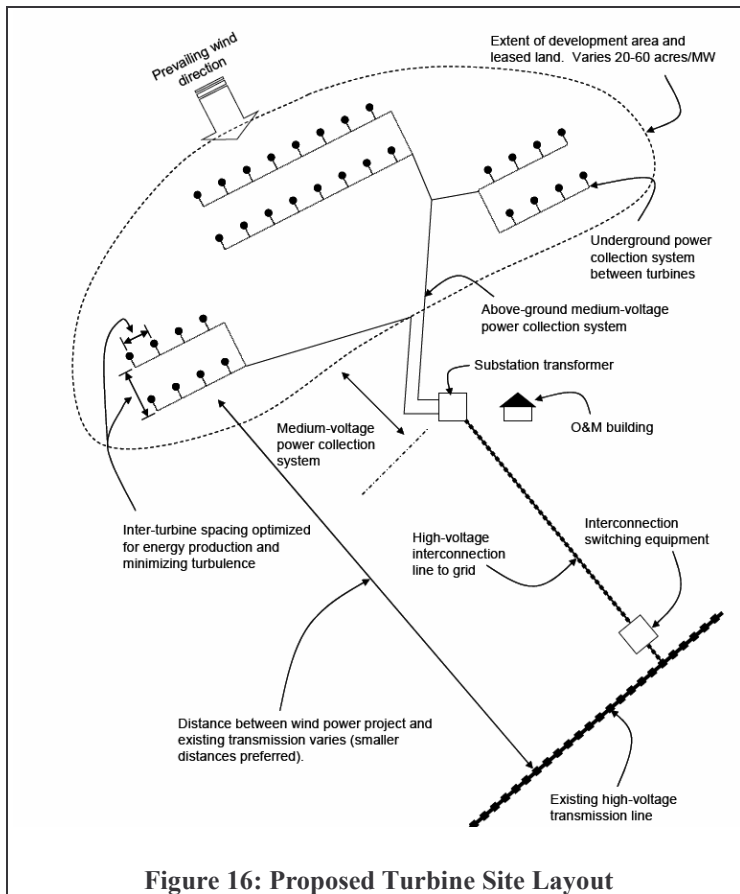 Prevailing wind
direction
Extent of development area and
leased land.  Varies 20-60 acres/MW
Underground power
collection system
between turbines
Above-ground medium-voltage
power collection system
Substation transformer
O&M building
Medium-voltage
power collection
system
Inter-turbine spacing optimized
for energy production and
minimizing turbulence
High-voltage
interconnection
line to grid
Interconnection
switching equipment
Distance between wind power project and
existing transmission varies (smaller
distances preferred).
Existing high-voltage
transmission line
Figure 16: Proposed Turbine Site Layout